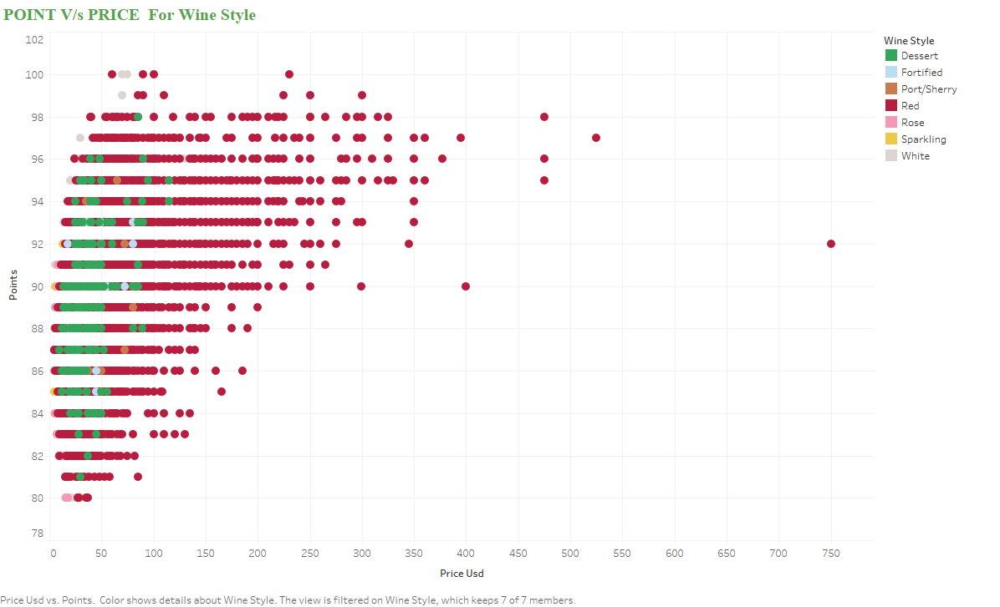 POINT V/s PRICE  For Wine Style
102
100
98
96
94
92
90
88
86
84
82
80
78
Points
0 50 100 150 200 250 300 350 400 450 500 550 600 650 700 750
Price Usd
Wine Style
Dessert
Fortified
Port/Sherry
Red
Rose
Sparkling
White
Price Usd vs. Points.  Color shows details about Wine Style. The view is filtered on Wine Style, which keeps 7 of 7 members.